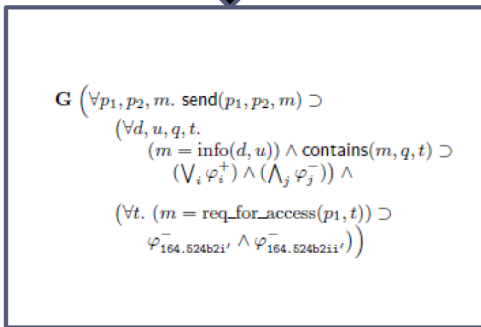 G (∀p₁, p₂, m. send(p₁, p₂, m) ⊃
(∀d, u, q, t.
(m = info(d, u)) ∧ contains(m, q, t) ⊃
(⋁ᵢ φᵢ⁺) ∧ (⋀ⱼ φⱼ⁻)) ∧
(∀t. (m = req_for_access(p₁, t)) ⊃
φ⁻164.524b2i′ ∧ φ⁻164.524b2ii′))